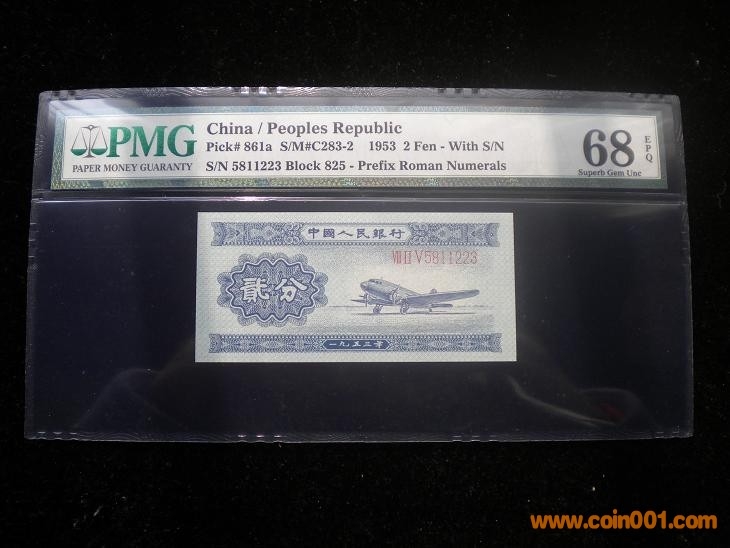 PMG
PAPER MONEY GUARANTY
China / Peoples Republic
Pick# 861a S/M#C283-2 1953 2 Fen - With S/N
S/N 5811223 Block 825 - Prefix Roman Numerals
68
EPQ
Superb Gem Unc
中國人民銀行
VIII II V 5811223
貳分
一九五三年
www.coin001.com